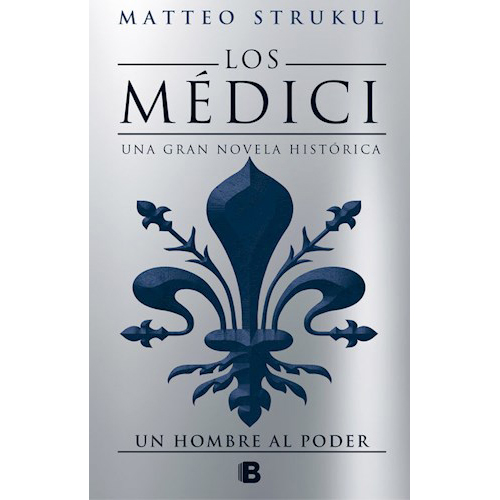 MATTEO STRUKUL
LOS
MÉDICI
UNA GRAN NOVELA HISTÓRICA
UN HOMBRE AL PODER
B